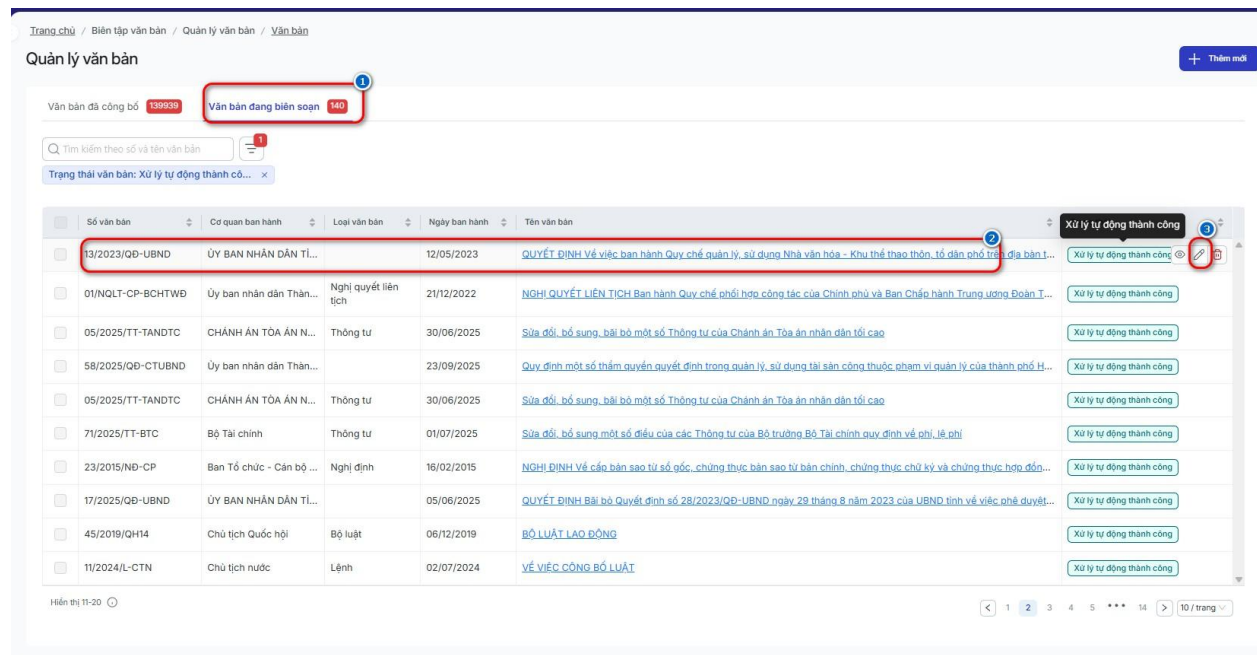 Trang chủ / Biên tập văn bản / Quản lý văn bản / Văn bản
Quản lý văn bản
Thêm mới
1
Văn bản đã công bố 139939
Văn bản đang biên soạn 140
Tìm kiếm theo số và tên văn bản
1
Trạng thái văn bản: Xử lý tự động thành cô... ×
Số văn bản Cơ quan ban hành Loại văn bản Ngày ban hành Tên văn bản
Xử lý tự động thành công
2
3
13/2023/QĐ-UBND ỦY BAN NHÂN DÂN TỈ... 12/05/2023 QUYẾT ĐỊNH Về việc ban hành Quy chế quản lý, sử dụng Nhà văn hóa - Khu thể thao thôn, tổ dân phố trên địa bàn t... Xử lý tự động thành công
01/NQLT-CP-BCHTWĐ Ủy ban nhân dân Thàn... Nghị quyết liên tịch 21/12/2022 NGHỊ QUYẾT LIÊN TỊCH Ban hành Quy chế phối hợp công tác của Chính phủ và Ban Chấp hành Trung ương Đoàn T... Xử lý tự động thành công
05/2025/TT-TANDTC CHÁNH ÁN TÒA ÁN N... Thông tư 30/06/2025 Sửa đổi, bổ sung, bãi bỏ một số Thông tư của Chánh án Tòa án nhân dân tối cao Xử lý tự động thành công
58/2025/QĐ-CTUBND Ủy ban nhân dân Thàn... 23/09/2025 Quy định một số thẩm quyền quyết định trong quản lý, sử dụng tài sản công thuộc phạm vi quản lý của thành phố H... Xử lý tự động thành công
05/2025/TT-TANDTC CHÁNH ÁN TÒA ÁN N... Thông tư 30/06/2025 Sửa đổi, bổ sung, bãi bỏ một số Thông tư của Chánh án Tòa án nhân dân tối cao Xử lý tự động thành công
71/2025/TT-BTC Bộ Tài chính Thông tư 01/07/2025 Sửa đổi, bổ sung một số điều của các Thông tư của Bộ trưởng Bộ Tài chính quy định về phí, lệ phí Xử lý tự động thành công
23/2015/NĐ-CP Ban Tổ chức - Cán bộ ... Nghị định 16/02/2015 NGHỊ ĐỊNH Về cấp bản sao từ sổ gốc, chứng thực bản sao từ bản chính, chứng thực chữ ký và chứng thực hợp đồn... Xử lý tự động thành công
17/2025/QĐ-UBND ỦY BAN NHÂN DÂN TỈ... 05/06/2025 QUYẾT ĐỊNH Bãi bỏ Quyết định số 28/2023/QĐ-UBND ngày 29 tháng 8 năm 2023 của UBND tỉnh về việc phê duyệt... Xử lý tự động thành công
45/2019/QH14 Chủ tịch Quốc hội Bộ luật 06/12/2019 BỘ LUẬT LAO ĐỘNG Xử lý tự động thành công
11/2024/L-CTN Chủ tịch nước Lệnh 02/07/2024 VỀ VIỆC CÔNG BỐ LUẬT Xử lý tự động thành công
Hiển thị 11-20
1 2 3 4 5 ••• 14 10 / trang